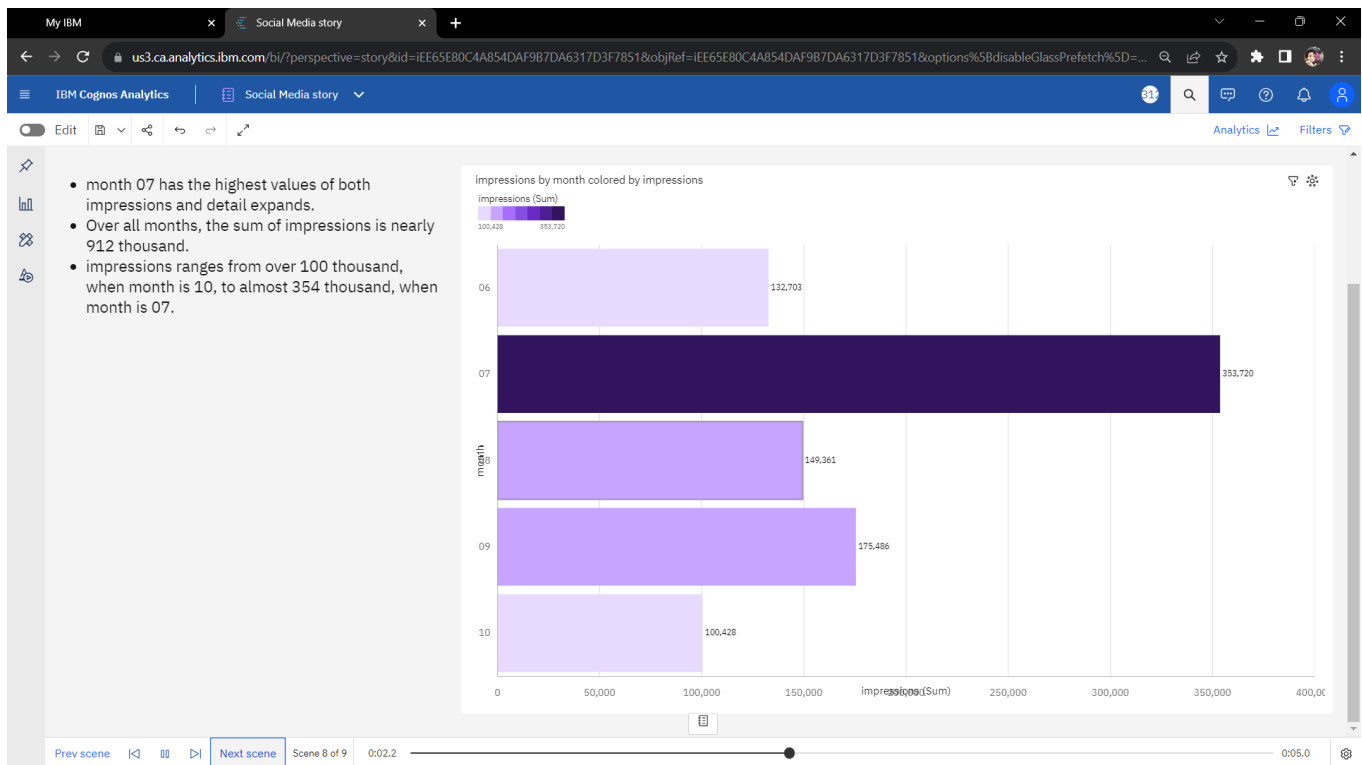 My IBM
Social Media story
us3.ca.analytics.ibm.com/bi/?perspective=story&id=iEE65E80C4A854DAF9B7DA6317D3F7851&objRef=iEE65E80C4A854DAF9B7DA6317D3F7851&options%5BdisableGlassPrefetch%5D=...
IBM Cognos Analytics
Social Media story
312
Edit
Analytics
Filters
• month 07 has the highest values of both
impressions and detail expands.
• Over all months, the sum of impressions is nearly
912 thousand.
• impressions ranges from over 100 thousand,
when month is 10, to almost 354 thousand, when
month is 07.
impressions by month colored by impressions
impressions (Sum)
100,428 353,720
month
06 132,703
07 353,720
149,361
09 175,486
10 100,428
0 50,000 100,000 150,000 250,000 300,000 350,000 400,00
impressions (Sum)
Prev scene
Next scene
Scene 8 of 9
0:02.2
0:05.0